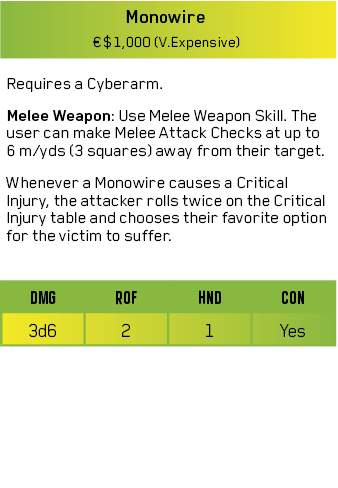 Monowire
€$1,000 (V.Expensive)
Requires a Cyberarm.
Melee Weapon: Use Melee Weapon Skill. The
user can make Melee Attack Checks at up to
6 m/yds (3 squares) away from their target.
Whenever a Monowire causes a Critical
Injury, the attacker rolls twice on the Critical
Injury table and chooses their favorite option
for the victim to suffer.
DMG ROF HND CON
3d6 2 1 Yes